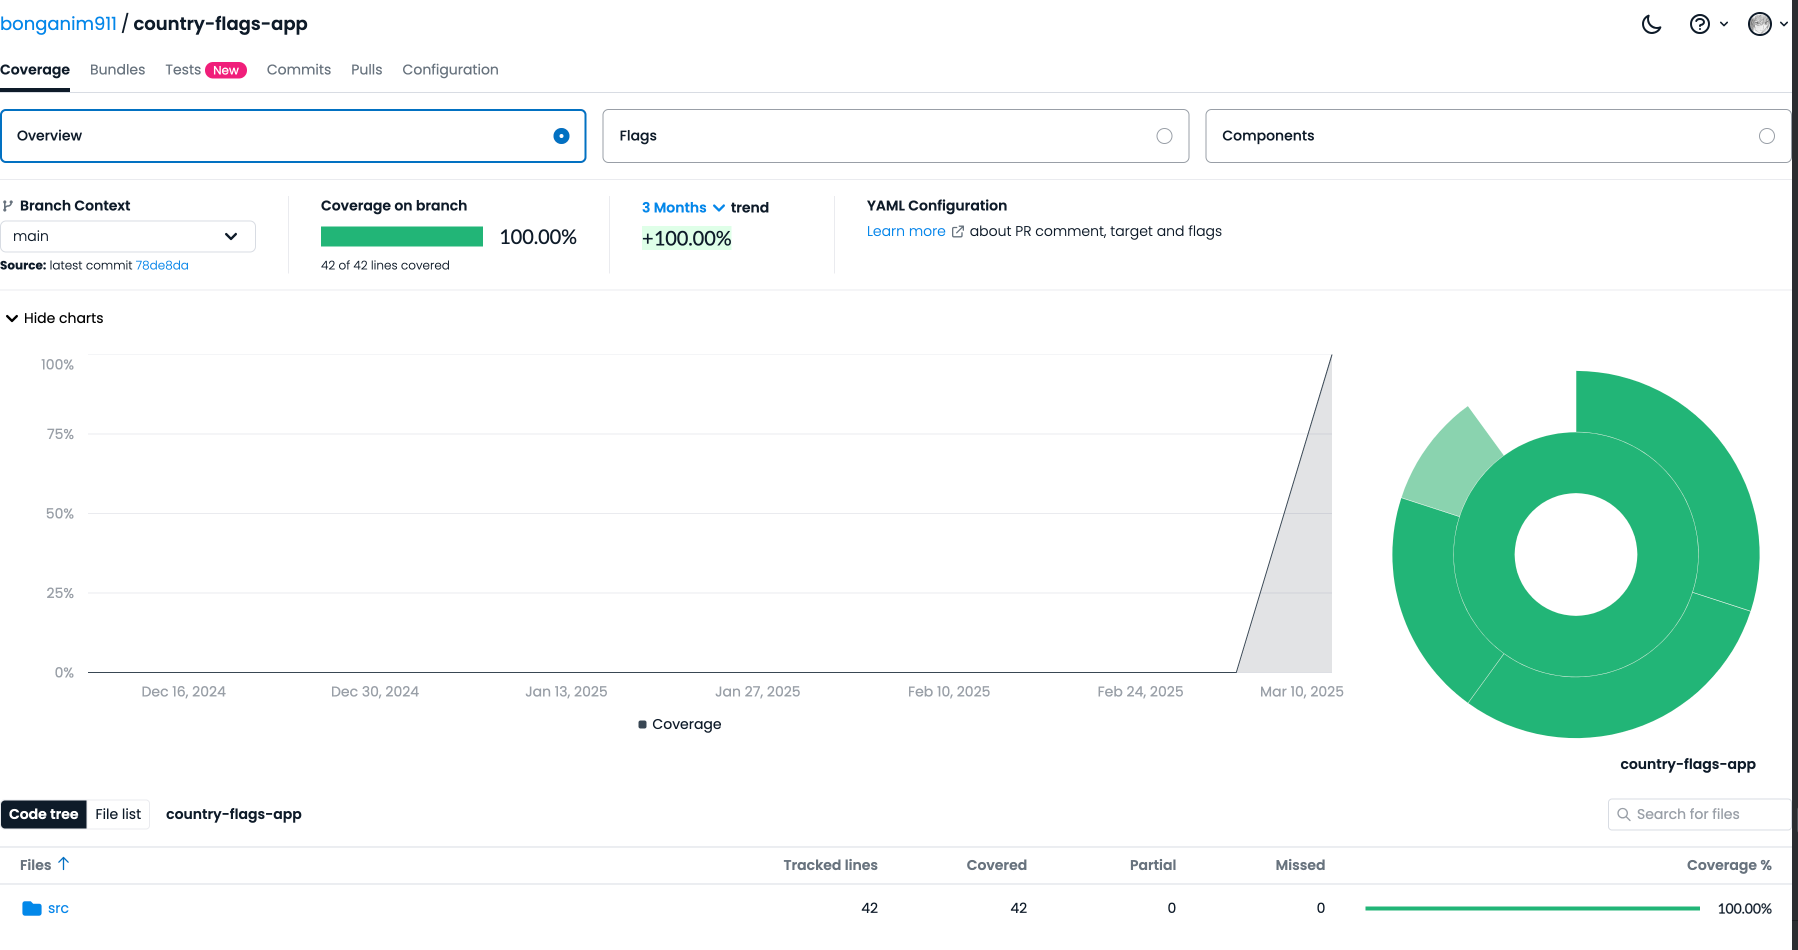 bonganim911 / country-flags-app
Coverage Bundles Tests New Commits Pulls Configuration
Overview
Flags
Components
Branch Context
main
Source: latest commit 78de8da
Coverage on branch
100.00%
42 of 42 lines covered
3 Months trend
+100.00%
YAML Configuration
Learn more about PR comment, target and flags
Hide charts
100%
75%
50%
25%
0%
Dec 16, 2024 Dec 30, 2024 Jan 13, 2025 Jan 27, 2025 Feb 10, 2025 Feb 24, 2025 Mar 10, 2025
Coverage
country-flags-app
Code tree File list country-flags-app
Search for files
Files Tracked lines Covered Partial Missed Coverage %
src 42 42 0 0 100.00%